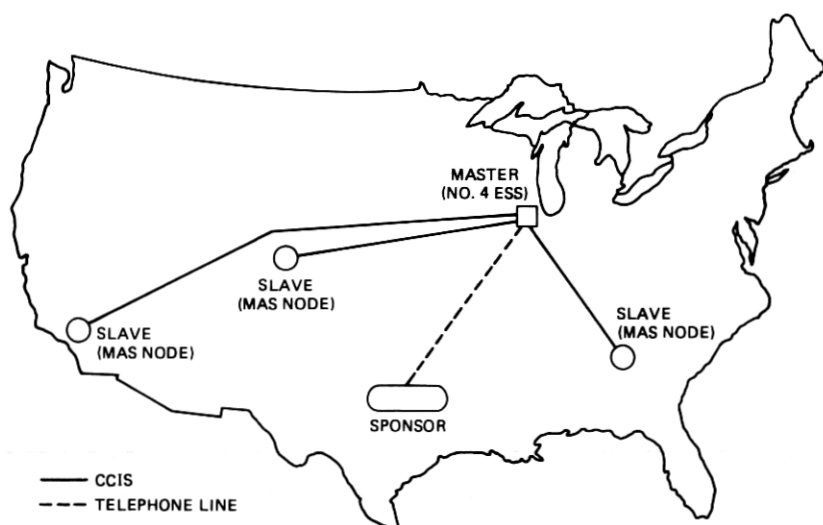 MASTER
(NO. 4 ESS)
SLAVE
(MAS NODE)
SLAVE
(MAS NODE)
SLAVE
(MAS NODE)
SPONSOR
CCIS
TELEPHONE LINE